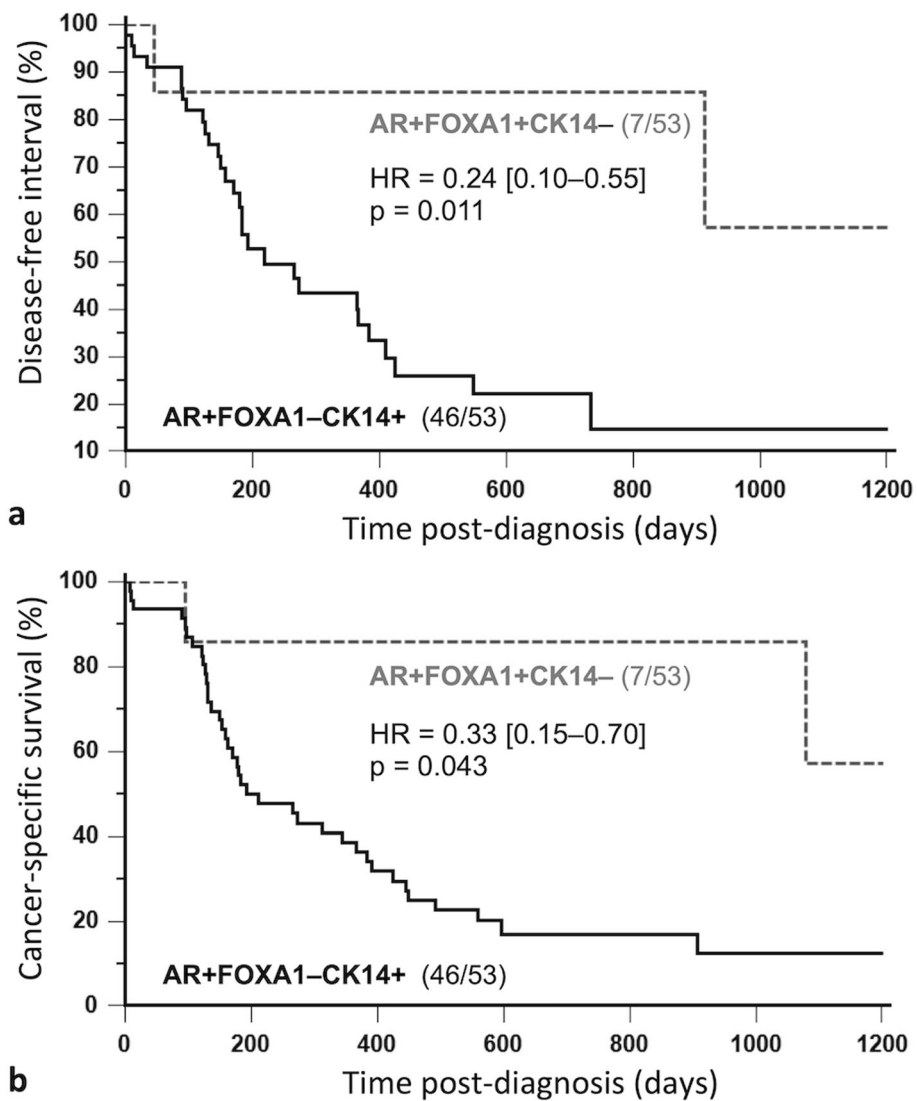 Disease-free interval (%)
100
90
80
70
60
50
40
30
20
10
AR+FOXA1+CK14– (7/53)
HR = 0.24 [0.10–0.55]
p = 0.011
AR+FOXA1–CK14+ (46/53)
0 200 400 600 800 1000 1200
Time post-diagnosis (days)
a
Cancer-specific survival (%)
100
80
60
40
20
0
AR+FOXA1+CK14– (7/53)
HR = 0.33 [0.15–0.70]
p = 0.043
AR+FOXA1–CK14+ (46/53)
0 200 400 600 800 1000 1200
Time post-diagnosis (days)
b